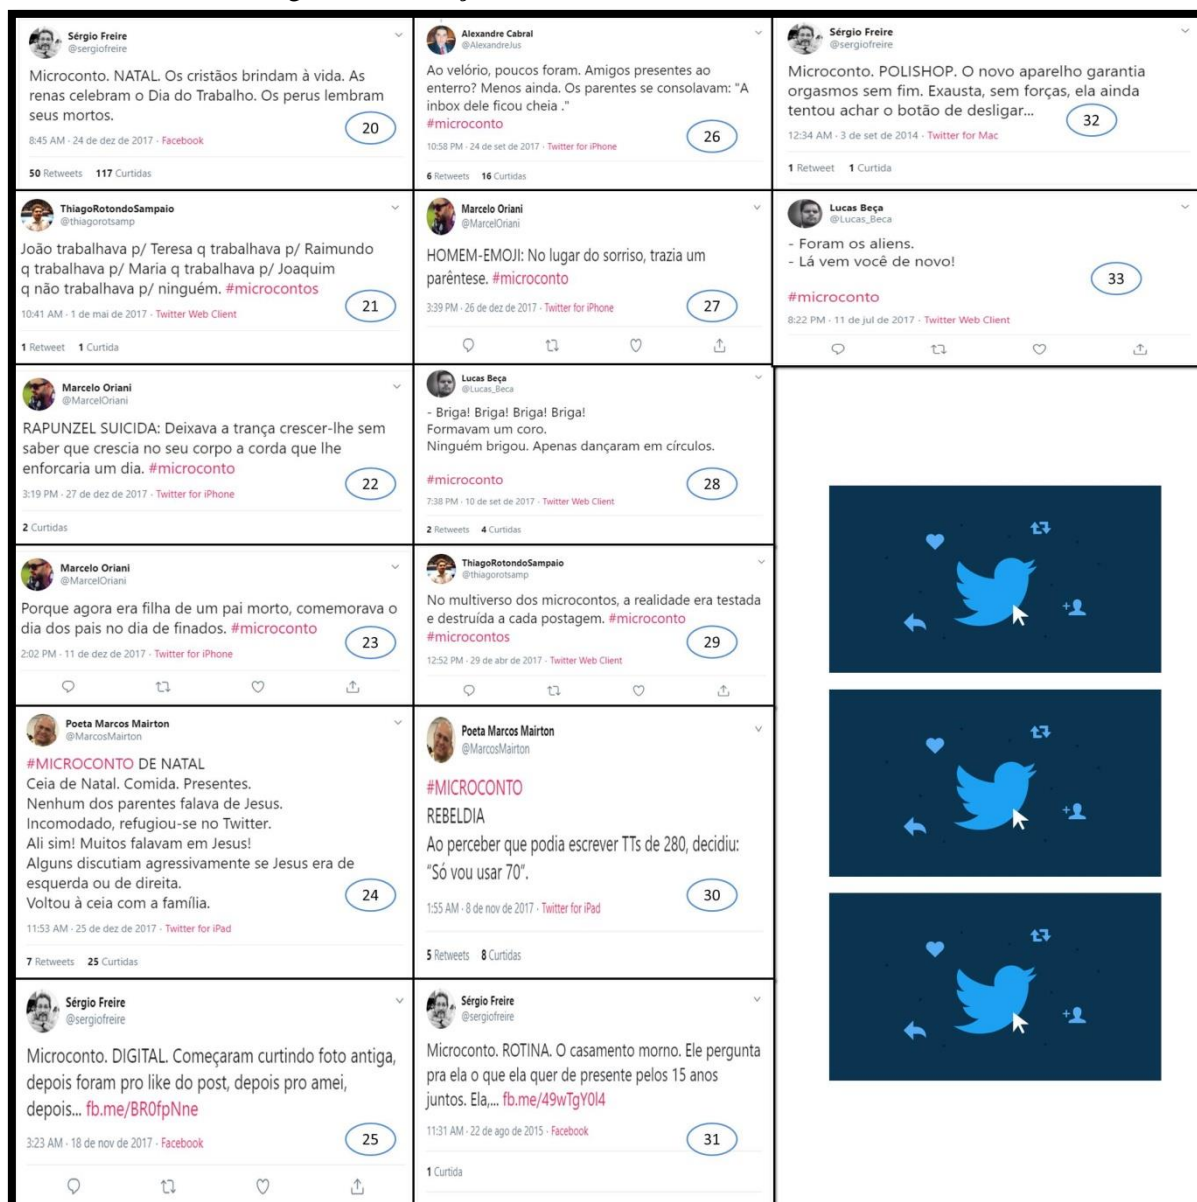 Sérgio Freire
@sergiofreire
Microconto. NATAL. Os cristãos brindam à vida. As
renas celebram o Dia do Trabalho. Os perus lembram
seus mortos.
20
8:45 AM · 24 de dez de 2017 · Facebook
50 Retweets 117 Curtidas
ThiagoRotondoSampaio
@thiagorotsamp
João trabalhava p/ Teresa q trabalhava p/ Raimundo
q trabalhava p/ Maria q trabalhava p/ Joaquim
q não trabalhava p/ ninguém. #microcontos
21
10:41 AM · 1 de mai de 2017 · Twitter Web Client
1 Retweet 1 Curtida
Marcelo Oriani
@MarcelOriani
RAPUNZEL SUICIDA: Deixava a trança crescer-lhe sem
saber que crescia no seu corpo a corda que lhe
enforcaria um dia. #microconto
22
3:19 PM · 27 de dez de 2017 · Twitter for iPhone
2 Curtidas
Marcelo Oriani
@MarcelOriani
Porque agora era filha de um pai morto, comemorava o
dia dos pais no dia de finados. #microconto
23
2:02 PM · 11 de dez de 2017 · Twitter for iPhone
Poeta Marcos Mairton
@MarcosMairton
#MICROCONTO DE NATAL
Ceia de Natal. Comida. Presentes.
Nenhum dos parentes falava de Jesus.
Incomodado, refugiou-se no Twitter.
Ali sim! Muitos falavam em Jesus!
Alguns discutiam agressivamente se Jesus era de
esquerda ou de direita.
Voltou à ceia com a família.
24
11:53 AM · 25 de dez de 2017 · Twitter for iPad
7 Retweets 25 Curtidas
Sérgio Freire
@sergiofreire
Microconto. DIGITAL. Começaram curtindo foto antiga,
depois foram pro like do post, depois pro amei,
depois... fb.me/BR0fpNne
25
3:23 AM · 18 de nov de 2017 · Facebook
Alexandre Cabral
@AlexandreJus
Ao velório, poucos foram. Amigos presentes ao
enterro? Menos ainda. Os parentes se consolavam: "A
inbox dele ficou cheia ."
#microconto
26
10:58 PM · 24 de set de 2017 · Twitter for iPhone
6 Retweets 16 Curtidas
Marcelo Oriani
@MarcelOriani
HOMEM-EMOJI: No lugar do sorriso, trazia um
parêntese. #microconto
27
3:39 PM · 26 de dez de 2017 · Twitter for iPhone
Lucas Beça
@Lucas_Beca
- Briga! Briga! Briga! Briga!
Formavam um coro.
Ninguém brigou. Apenas dançaram em círculos.
#microconto
28
7:38 PM · 10 de set de 2017 · Twitter Web Client
2 Retweets 4 Curtidas
ThiagoRotondoSampaio
@thiagorotsamp
No multiverso dos microcontos, a realidade era testada
e destruída a cada postagem. #microconto
#microcontos
29
12:52 PM · 29 de abr de 2017 · Twitter Web Client
Poeta Marcos Mairton
@MarcosMairton
#MICROCONTO
REBELDIA
Ao perceber que podia escrever TTs de 280, decidiu:
“Só vou usar 70”.
30
1:55 AM · 8 de nov de 2017 · Twitter for iPad
5 Retweets 8 Curtidas
Sérgio Freire
@sergiofreire
Microconto. ROTINA. O casamento morno. Ele pergunta
pra ela o que ela quer de presente pelos 15 anos
juntos. Ela,... fb.me/49wTgY0l4
11:31 AM · 22 de ago de 2015 · Facebook
31
1 Curtida
Sérgio Freire
@sergiofreire
Microconto. POLISHOP. O novo aparelho garantia
orgasmos sem fim. Exausta, sem forças, ela ainda
tentou achar o botão de desligar...
32
12:34 AM · 3 de set de 2014 · Twitter for Mac
1 Retweet 1 Curtida
Lucas Beça
@Lucas_Beca
- Foram os aliens.
- Lá vem você de novo!
33
#microconto
8:22 PM · 11 de jul de 2017 · Twitter Web Client